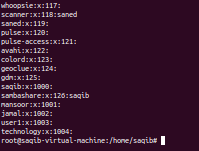 whoopsie:x:117:
scanner:x:118:saned
saned:x:119:
pulse:x:120:
pulse-access:x:121:
avahi:x:122:
colord:x:123:
geoclue:x:124:
gdm:x:125:
saqib:x:1000:
sambashare:x:126:saqib
mansoor:x:1001:
jamal:x:1002:
user1:x:1003:
technology:x:1004:
root@saqib-virtual-machine:/home/saqib#